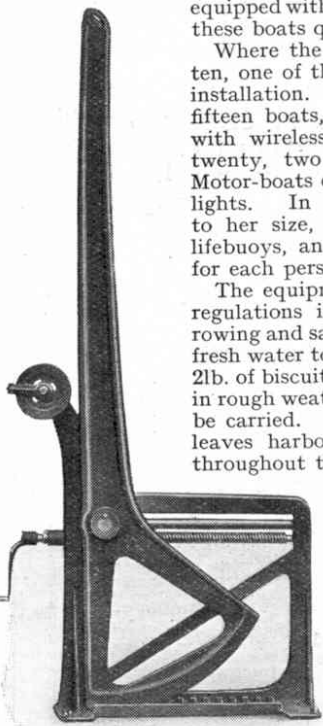 equipped with
these boats q
Where the
ten, one of th
installation.
fifteen boats,
with wireless
twenty, two
Motor-boats
lights. In
to her size,
lifebuoys, an
for each pers
The equipr
regulations i
rowing and sa
fresh water to
2lb. of biscuit
in rough weat
be carried.
leaves harbo
throughout t